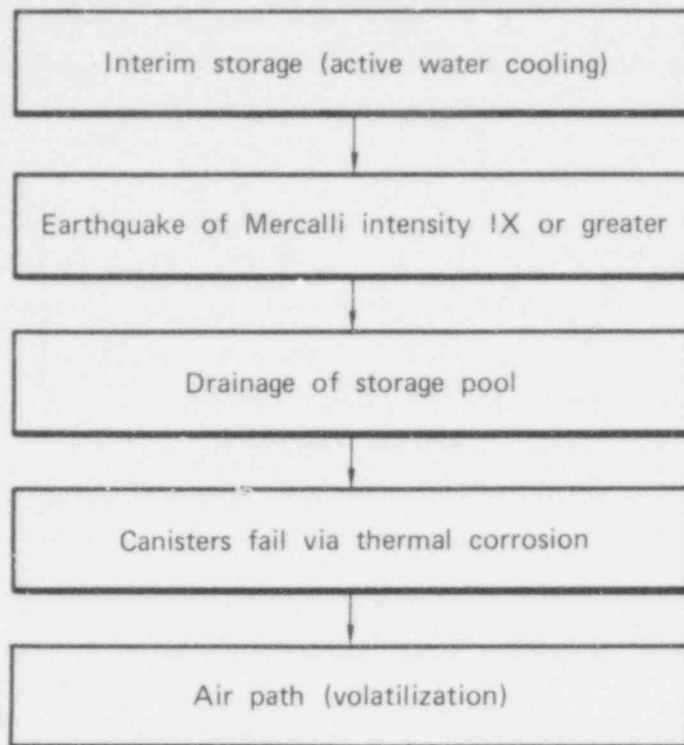 Interim storage (active water cooling)
Earthquake of Mercalli intensity !X or greater
Drainage of storage pool
Canisters fail via thermal corrosion
Air path (volatilization)